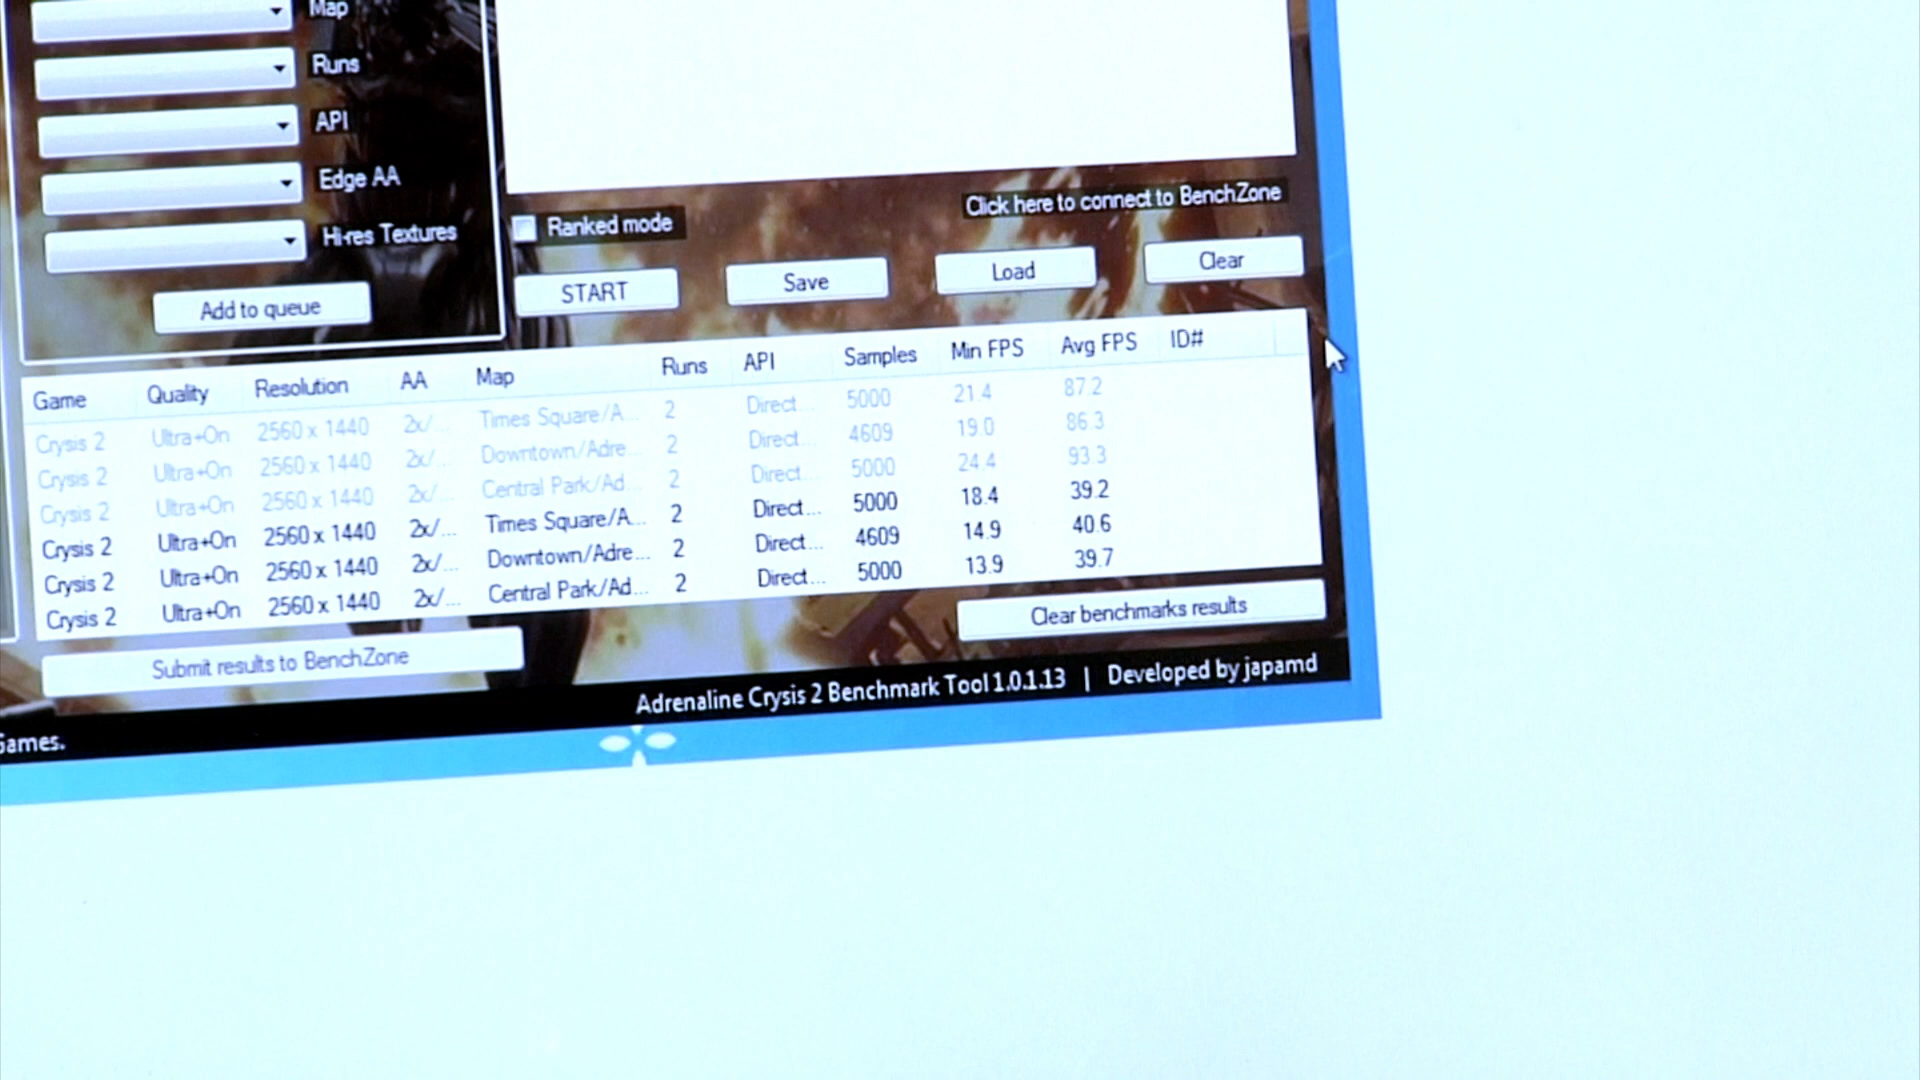 Map
Runs
API
Edge AA
Hi-res Textures
Add to queue
Click here to connect to BenchZone
Ranked mode
START Save Load Clear
Game Quality Resolution AA Map Runs API Samples Min FPS Avg FPS ID#
Crysis 2 Ultra+On 2560 x 1440 2x/... Times Square/A... 2 Direct... 5000 21.4 87.2
Crysis 2 Ultra+On 2560 x 1440 2x/... Downtown/Adre... 2 Direct... 4609 19.0 86.3
Crysis 2 Ultra+On 2560 x 1440 2x/... Central Park/Ad... 2 Direct... 5000 24.4 93.3
Crysis 2 Ultra+On 2560 x 1440 2x/... Times Square/A... 2 Direct... 5000 18.4 39.2
Crysis 2 Ultra+On 2560 x 1440 2x/... Downtown/Adre... 2 Direct... 4609 14.9 40.6
Crysis 2 Ultra+On 2560 x 1440 2x/... Central Park/Ad... 2 Direct... 5000 13.9 39.7
Submit results to BenchZone
Clear benchmarks results
Games.
Adrenaline Crysis 2 Benchmark Tool 1.0.1.13 | Developed by japamd